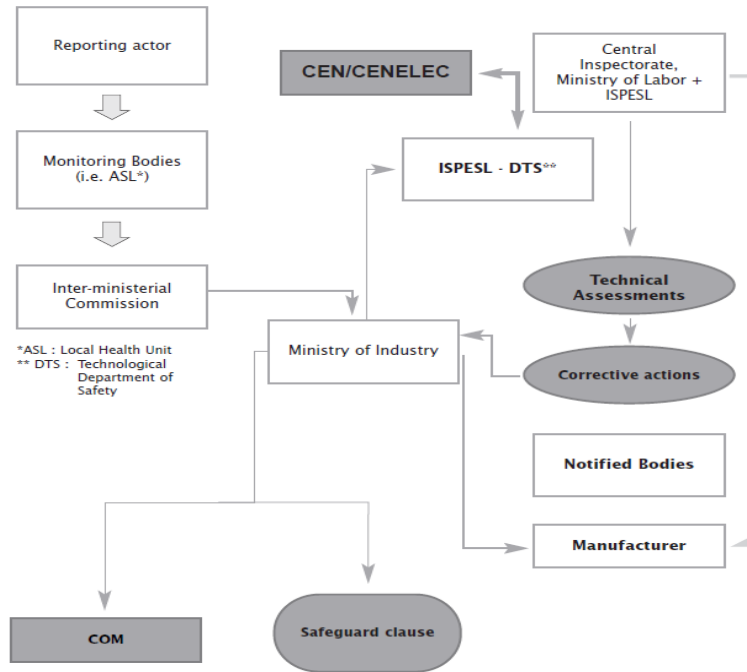 Reporting actor
Monitoring Bodies
(i.e. ASL*)
Inter-ministerial
Commission
*ASL : Local Health Unit
** DTS : Technological
Department of
Safety
CEN/CENELEC
Central
Inspectorate,
Ministry of Labor +
ISPESL
ISPESL - DTS**
Technical
Assessments
Ministry of Industry
Corrective actions
Notified Bodies
Manufacturer
COM
Safeguard clause